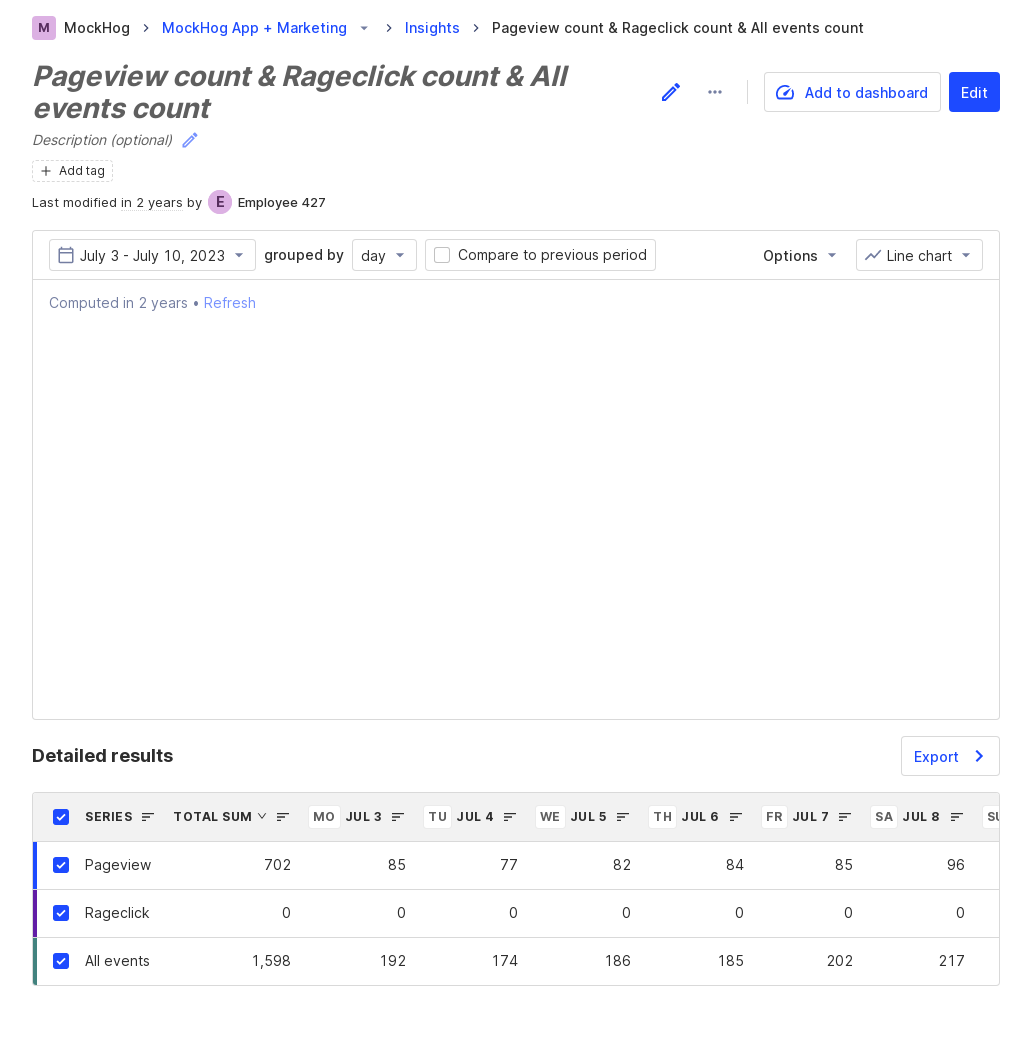 M MockHog MockHog App + Marketing Insights Pageview count & Rageclick count & All events count
Pageview count & Rageclick count & All
events count
Add to dashboard
Edit
Description (optional)
Add tag
Last modified in 2 years by E Employee 427
July 3 - July 10, 2023 grouped by day Compare to previous period Options Line chart
Computed in 2 years • Refresh
Detailed results
Export
SERIES TOTAL SUM MO JUL 3 TU JUL 4 WE JUL 5 TH JUL 6 FR JUL 7 SA JUL 8
Pageview 702 85 77 82 84 85 96
Rageclick 0 0 0 0 0 0 0
All events 1,598 192 174 186 185 202 217